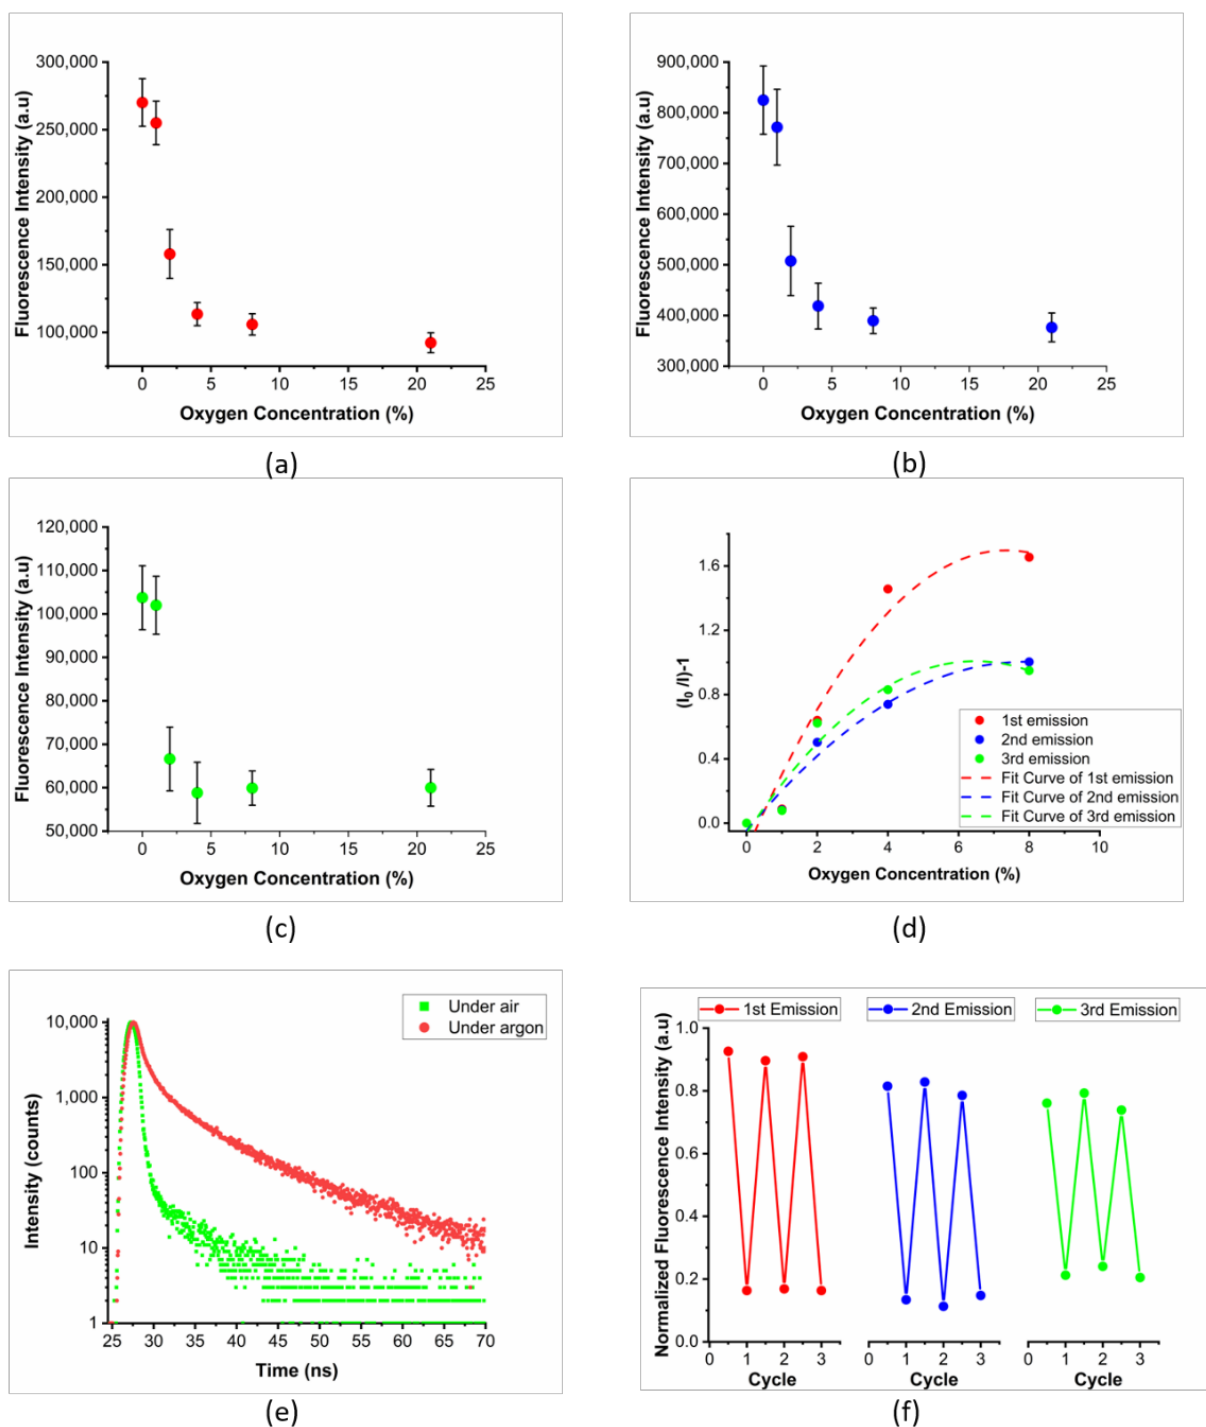 300,000
250,000
200,000
150,000
100,000
Fluorescence Intensity (a.u)
0 5 10 15 20 25
Oxygen Concentration (%)
(a)
900,000
800,000
700,000
600,000
500,000
400,000
300,000
Fluorescence Intensity (a.u)
0 5 10 15 20 25
Oxygen Concentration (%)
(b)
120,000
110,000
100,000
90,000
80,000
70,000
60,000
50,000
Fluorescence Intensity (a.u)
0 5 10 15 20 25
Oxygen Concentration (%)
(c)
1.6
1.2
0.8
0.4
0.0
(I0 /I)-1
1st emission
2nd emission
3rd emission
Fit Curve of 1st emission
Fit Curve of 2nd emission
Fit Curve of 3rd emission
0 2 4 6 8 10
Oxygen Concentration (%)
(d)
Under air
Under argon
10,000
1,000
100
10
1
Intensity (counts)
25 30 35 40 45 50 55 60 65 70
Time (ns)
(e)
1st Emission 2nd Emission 3rd Emission
1.0
0.8
0.6
0.4
0.2
0.0
Normalized Fluorescence Intensity (a.u)
0 1 2 3 0 1 2 3 0 1 2 3
Cycle Cycle Cycle
(f)